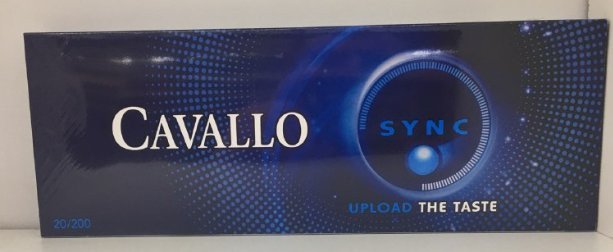 CAVALLO
SYNC
UPLOAD THE TASTE
20/200